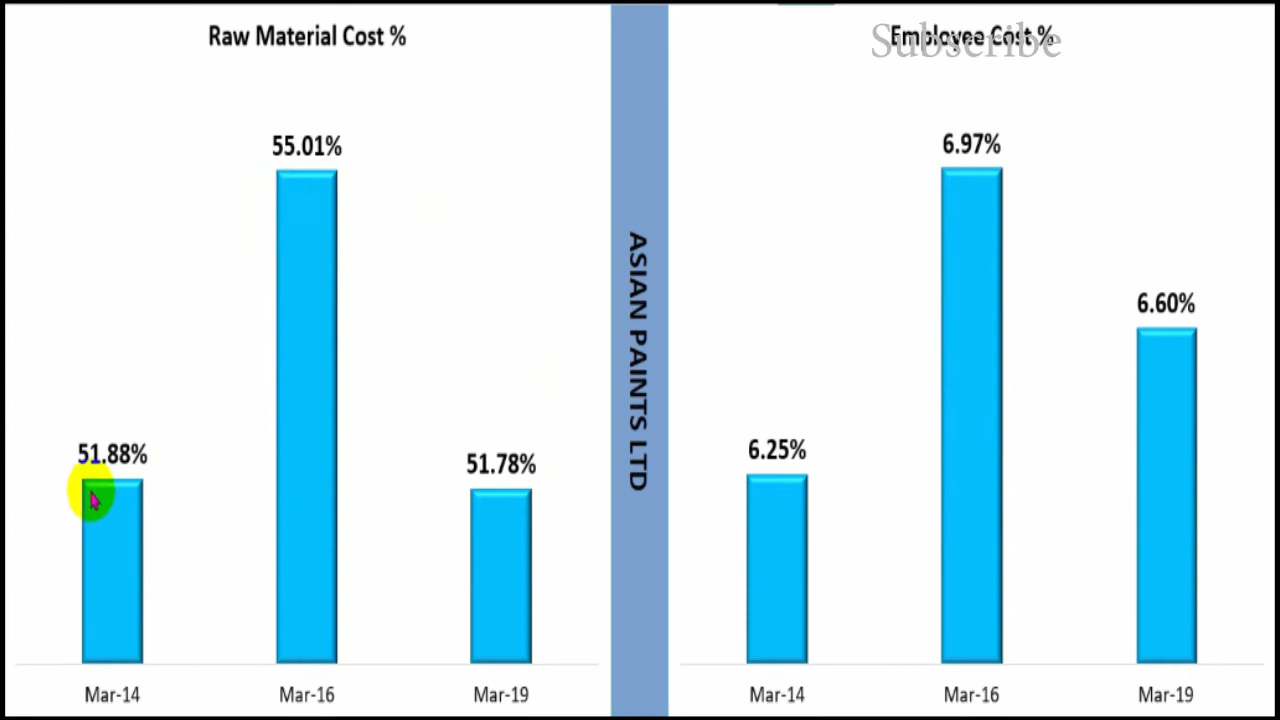 Raw Material Cost %
55.01%
51.88%
51.78%
Mar-14
Mar-16
Mar-19
ASIAN PAINTS LTD
Employee Cost %
Subscribe
6.97%
6.60%
6.25%
Mar-14
Mar-16
Mar-19